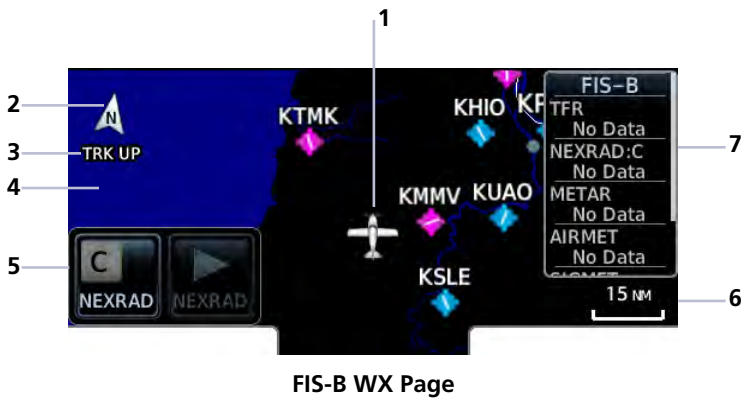 1
2
N
KTMK
KHIO
FIS-B
TFR
No Data
3
TRK UP
NEXRAD:C
No Data
7
4
KMMV
KUAO
METAR
No Data
AIRMET
No Data
SIGMET
5
C
NEXRAD
NEXRAD
KSLE
15 NM
6
FIS-B WX Page